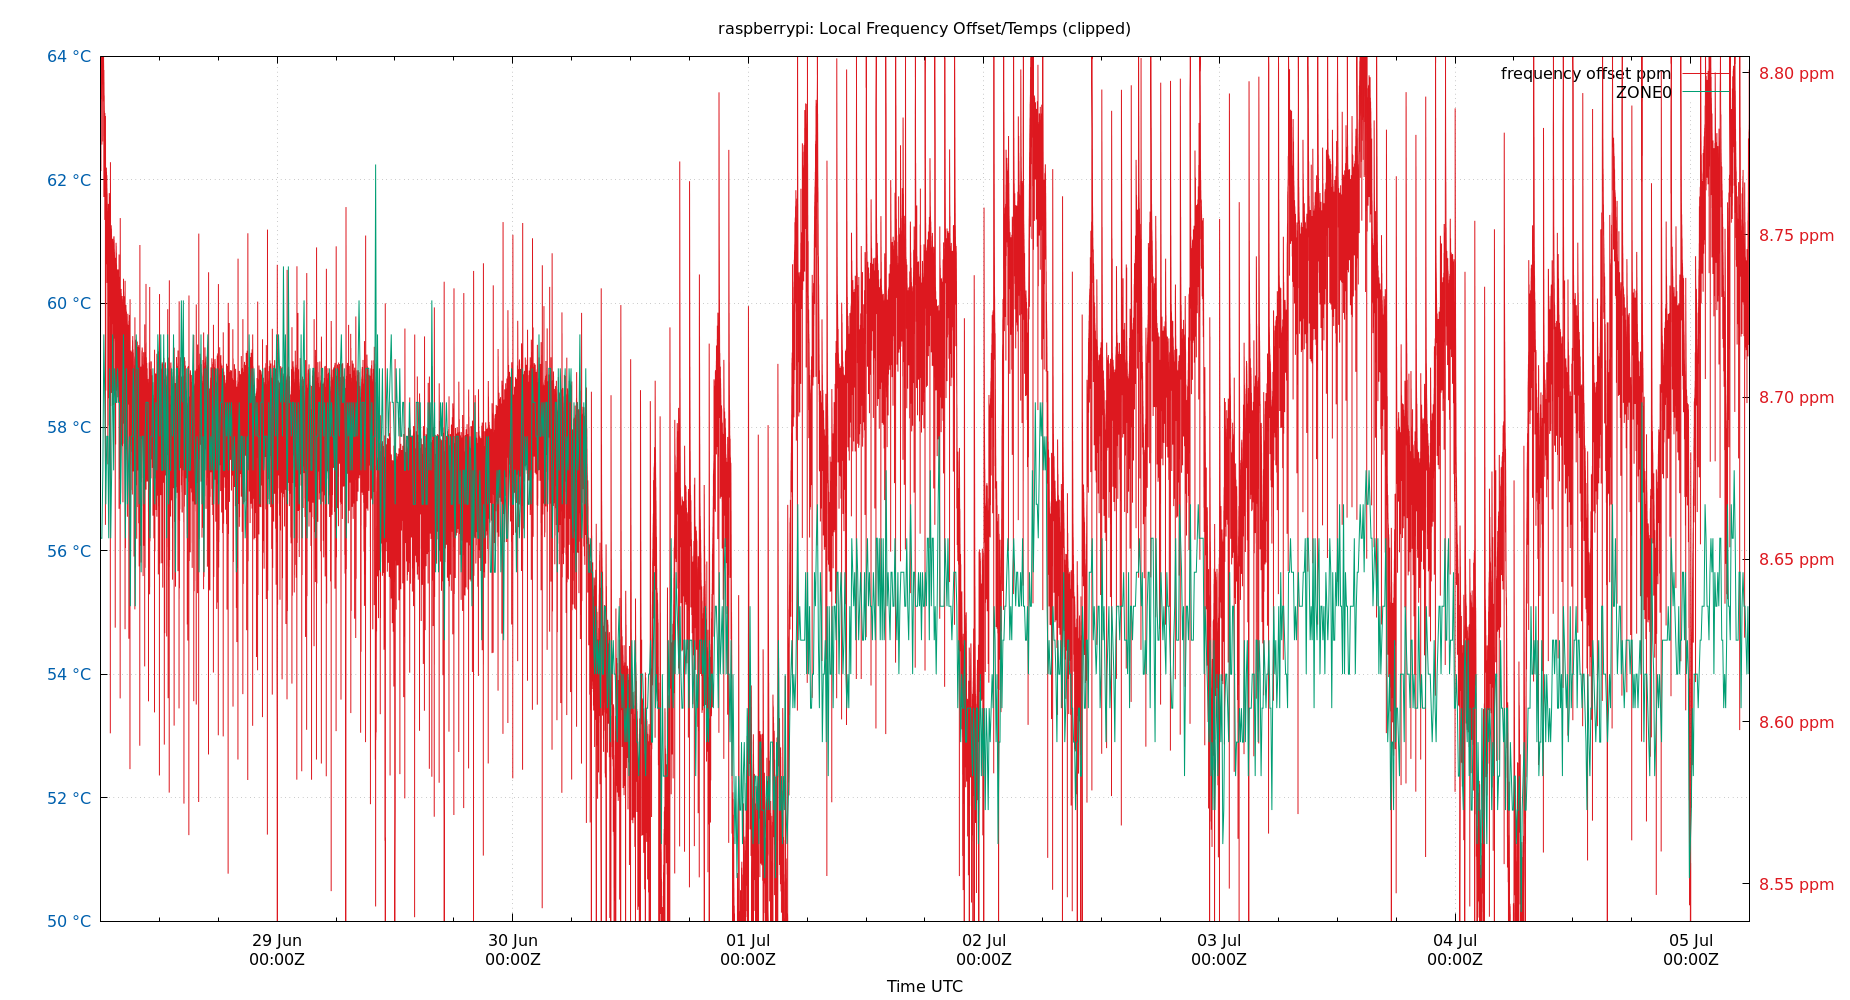 raspberrypi: Local Frequency Offset/Temps (clipped)
64 °C
62 °C
60 °C
58 °C
56 °C
54 °C
52 °C
50 °C
frequency offset ppm
ZONE0
8.80 ppm
8.75 ppm
8.70 ppm
8.65 ppm
8.60 ppm
8.55 ppm
29 Jun 30 Jun 01 Jul 02 Jul 03 Jul 04 Jul 05 Jul
00:00Z 00:00Z 00:00Z 00:00Z 00:00Z 00:00Z 00:00Z
Time UTC